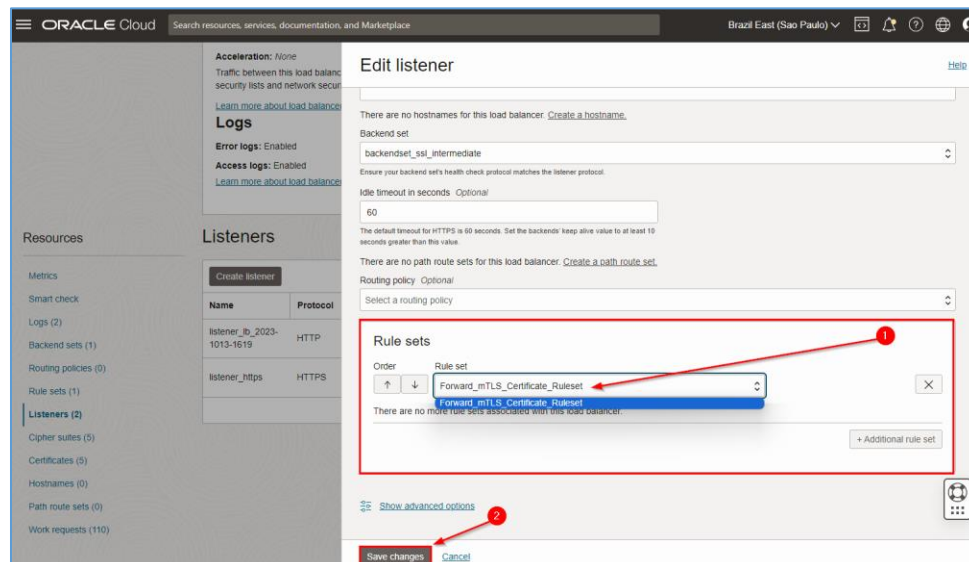 ORACLE Cloud
Search resources, services, documentation, and Marketplace
Brazil East (Sao Paulo)
Acceleration: None
Traffic between this load balanc
security lists and network secur
Learn more about load balance
Logs
Error logs: Enabled
Access logs: Enabled
Learn more about load balance
Resources
Metrics
Smart check
Logs (2)
Backend sets (1)
Routing policies (0)
Rule sets (1)
Listeners (2)
Cipher suites (5)
Certificates (5)
Hostnames (0)
Path route sets (0)
Work requests (110)
Listeners
Create listener
Name Protocol
listener_lb_2023-
1013-1619
HTTP
listener_https HTTPS
Edit listener
Help
There are no hostnames for this load balancer. Create a hostname.
Backend set
backendset_ssl_intermediate
Ensure your backend set's health check protocol matches the listener protocol.
Idle timeout in seconds Optional
60
The default timeout for HTTPS is 60 seconds. Set the backends' keep alive value to at least 10
seconds greater than this value.
There are no path route sets for this load balancer. Create a path route set.
Routing policy Optional
Select a routing policy
Rule sets
1
Order Rule set
Forward_mTLS_Certificate_Ruleset
Forward_mTLS_Certificate_Ruleset
There are no more rule sets associated with this load balancer.
+ Additional rule set
Show advanced options
2
Save changes Cancel